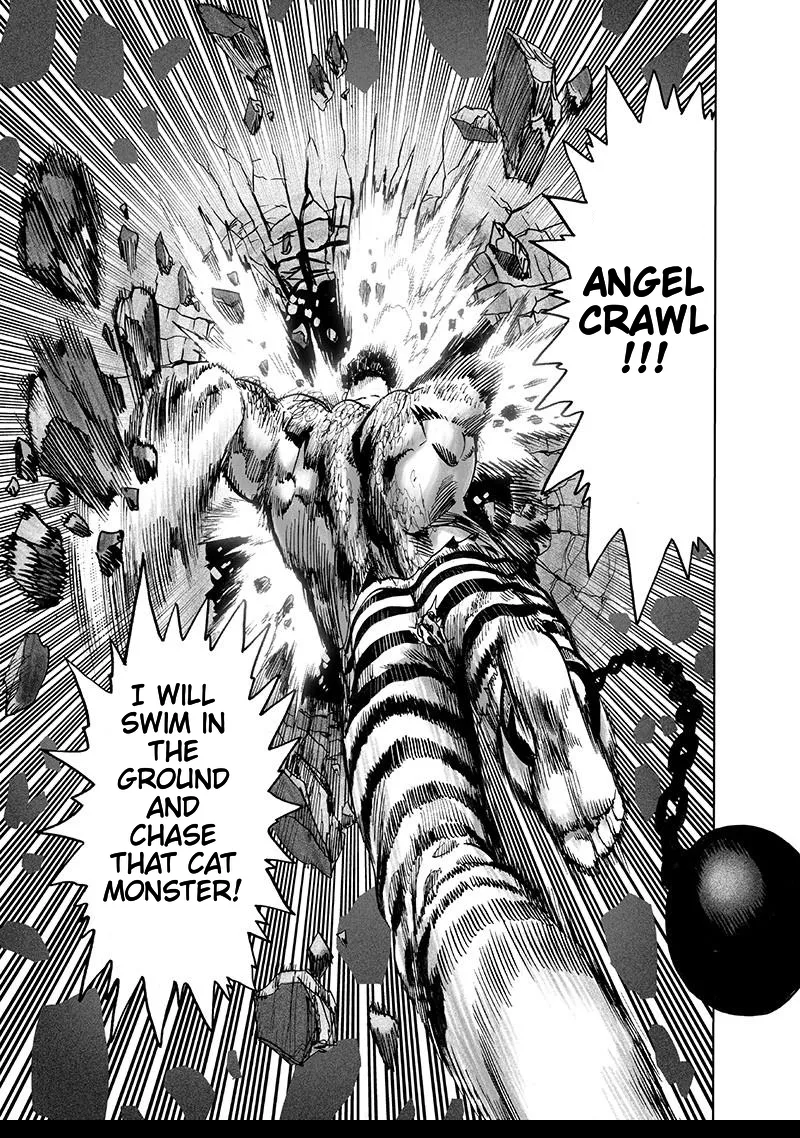 ANGEL
CRAWL
!!!
I WILL
SWIM IN
THE
GROUND
AND
CHASE
THAT CAT
MONSTER!